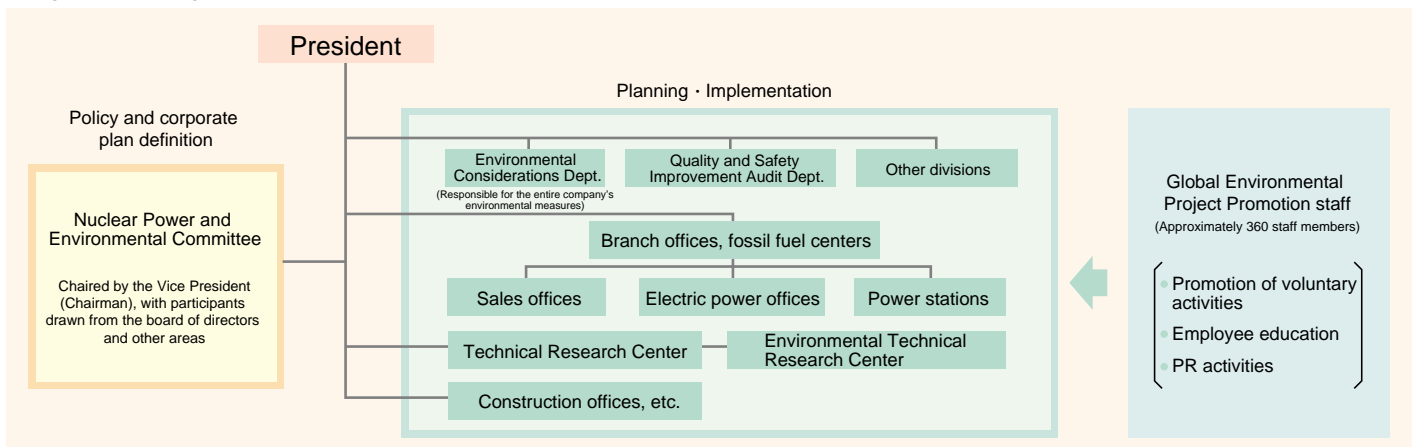 President
Policy and corporate
plan definition
Nuclear Power and
Environmental Committee
Chaired by the Vice President
(Chairman), with participants
drawn from the board of directors
and other areas
Planning・Implementation
Environmental
Considerations Dept.
(Responsible for the entire company's
environmental measures)
Quality and Safety
Improvement Audit Dept.
Other divisions
Branch offices, fossil fuel centers
Sales offices
Electric power offices
Power stations
Technical Research Center
Environmental Technical
Research Center
Construction offices, etc.
Global Environmental
Project Promotion staff
(Approximately 360 staff members)
Promotion of voluntary
activities
Employee education
PR activities